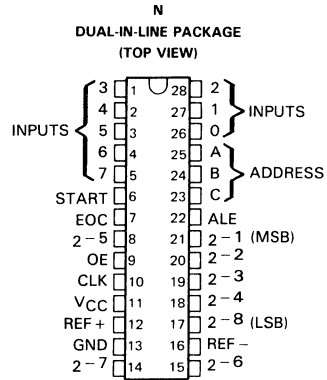 N
DUAL-IN-LINE PACKAGE
(TOP VIEW)
3 1 28 2
4 2 27 1 INPUTS
INPUTS 5 3 26 0
6 4 25 A
7 5 24 B ADDRESS
START 6 23 C
EOC 7 22 ALE
2-5 8 21 2-1 (MSB)
OE 9 20 2-2
CLK 10 19 2-3
VCC 11 18 2-4
REF+ 12 17 2-8 (LSB)
GND 13 16 REF-
2-7 14 15 2-6